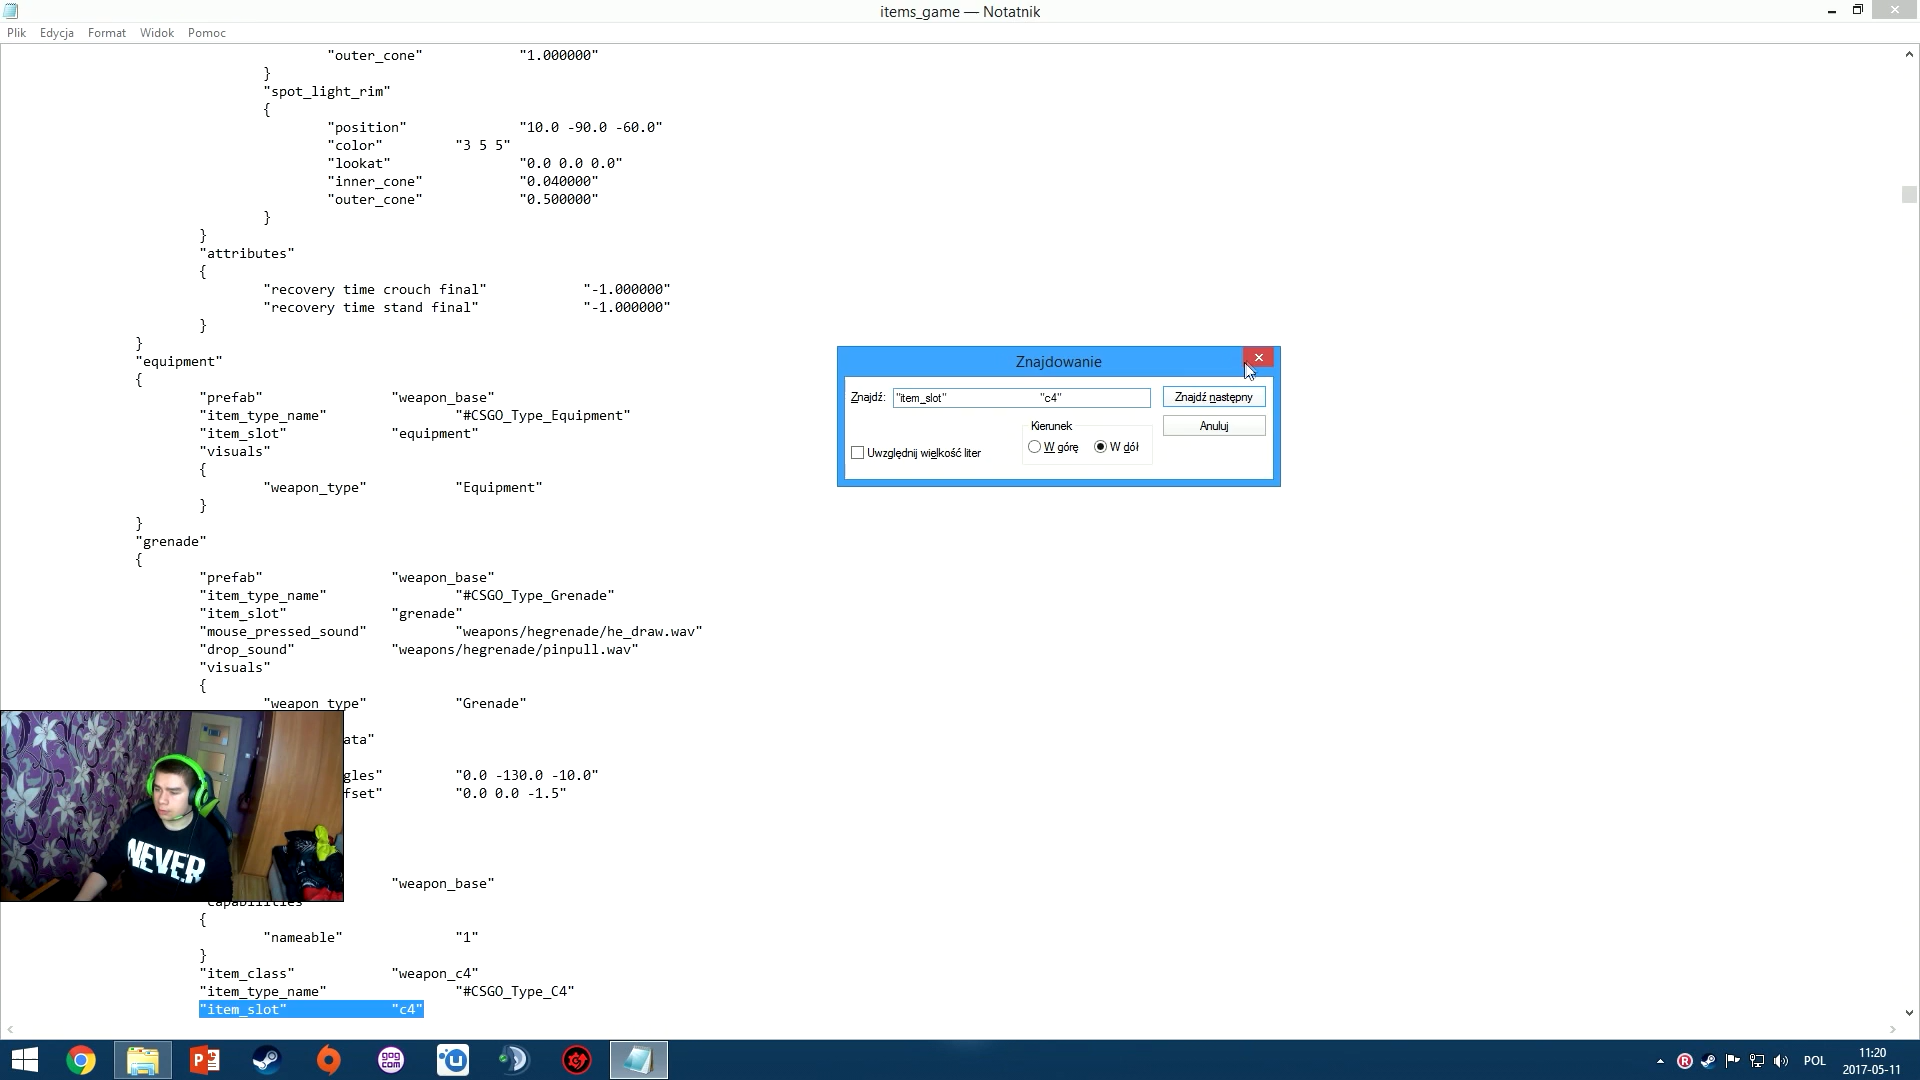 items_game — Notatnik
Plik Edycja Format Widok Pomoc
"outer_cone" "1.000000"
}
"spot_light_rim"
{
"position" "10.0 -90.0 -60.0"
"color" "3 5 5"
"lookat" "0.0 0.0 0.0"
"inner_cone" "0.040000"
"outer_cone" "0.500000"
}
}
"attributes"
{
"recovery time crouch final" "-1.000000"
"recovery time stand final" "-1.000000"
}
}
"equipment"
{
"prefab" "weapon_base"
"item_type_name" "#CSGO_Type_Equipment"
"item_slot" "equipment"
"visuals"
{
"weapon_type" "Equipment"
}
}
"grenade"
{
"prefab" "weapon_base"
"item_type_name" "#CSGO_Type_Grenade"
"item_slot" "grenade"
"mouse_pressed_sound" "weapons/hegrenade/he_draw.wav"
"drop_sound" "weapons/hegrenade/pinpull.wav"
"visuals"
{
"weapon_type" "Grenade"
ata"
gles" "0.0 -130.0 -10.0"
fset" "0.0 0.0 -1.5"
"weapon_base"
"capabilities"
{
"nameable" "1"
}
"item_class" "weapon_c4"
"item_type_name" "#CSGO_Type_C4"
"item_slot" "c4"
Znajdowanie
Znajdź: "item_slot" "c4"
Znajdź następny
Anuluj
Kierunek
W górę W dół
Uwzględnij wielkość liter
NEVER
gog
com
POL
11:20
2017-05-11